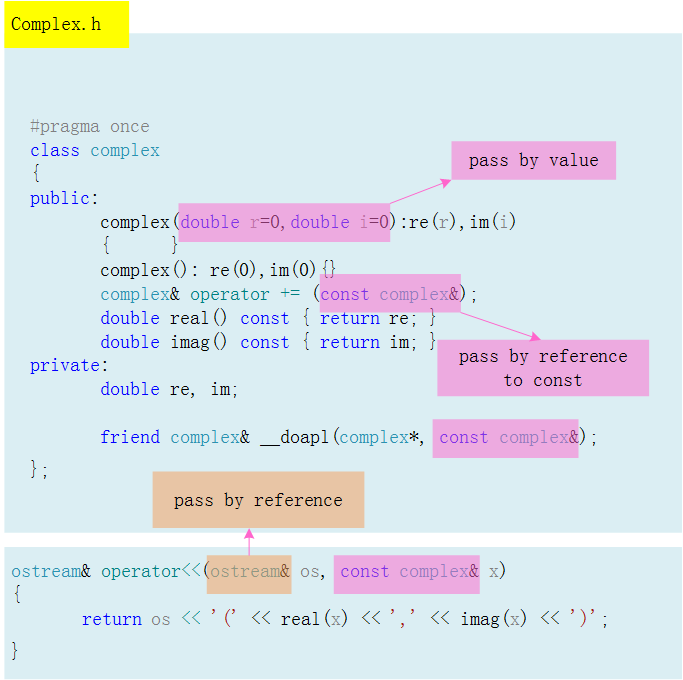 Complex.h
#pragma once
class complex
{
pass by value
public:
complex(double r=0,double i=0):re(r),im(i)
{ }
complex(): re(0),im(0){}
complex& operator += (const complex&);
double real() const { return re; }
double imag() const { return im; }
pass by reference
to const
private:
double re, im;
friend complex& __doapl(complex*, const complex&);
};
pass by reference
ostream& operator<<(ostream& os, const complex& x)
{
return os << '(' << real(x) << ',' << imag(x) << ')';
}